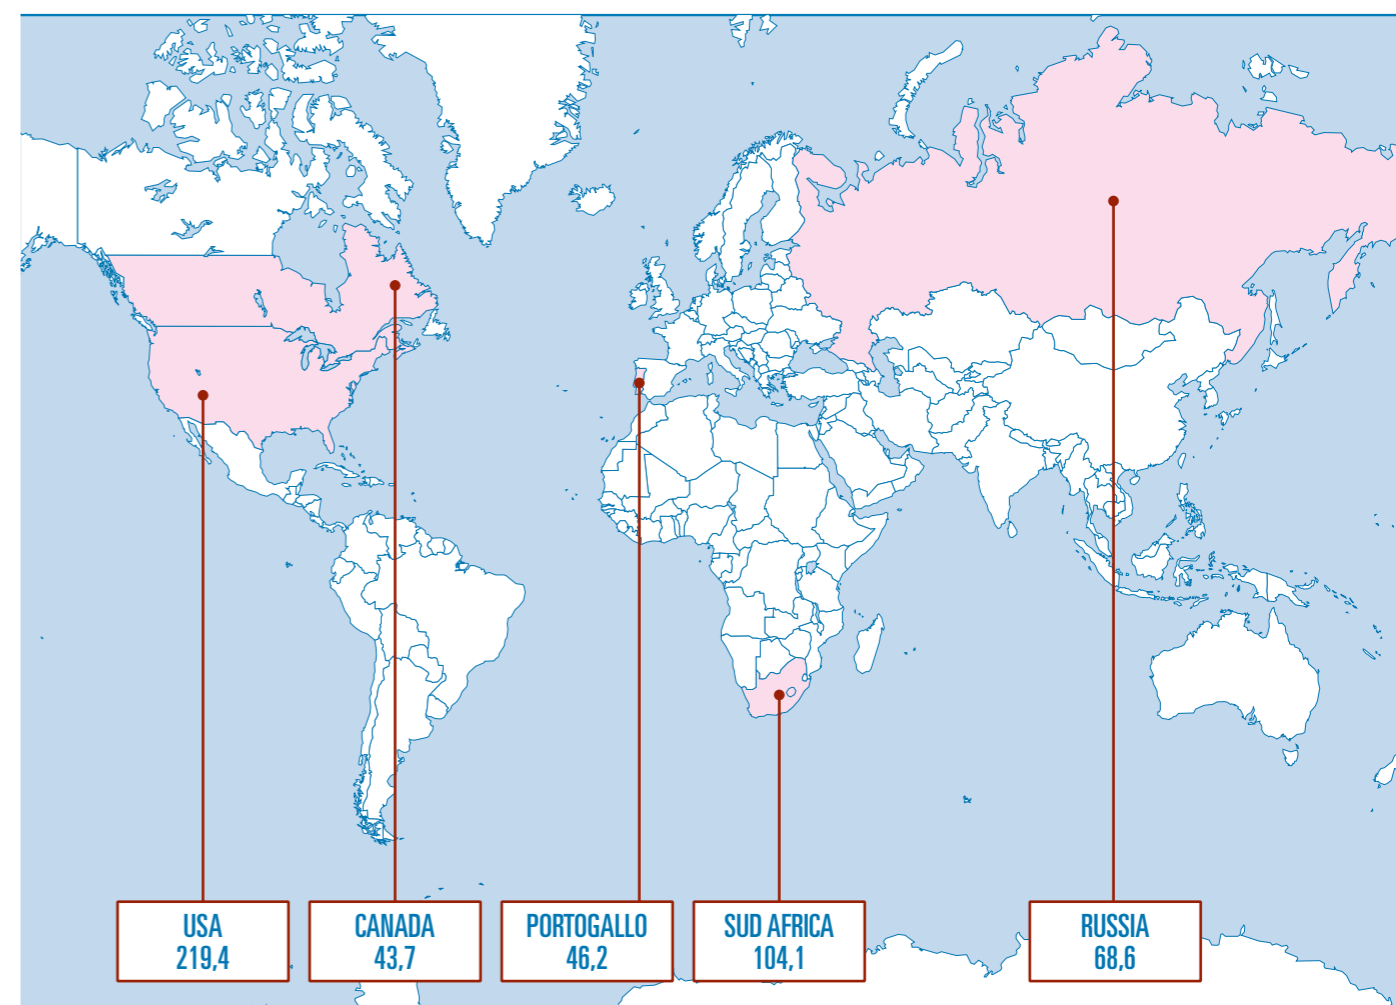 USA
219,4
CANADA
43,7
PORTOGALLO
46,2
SUD AFRICA
104,1
RUSSIA
68,6